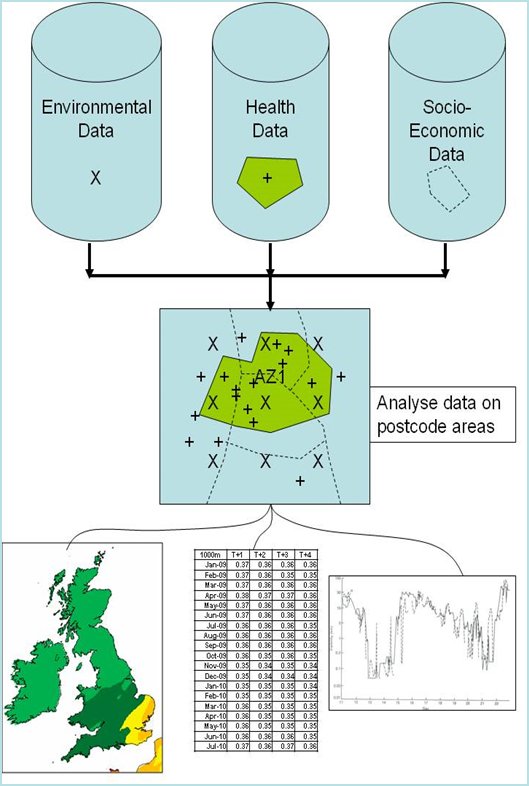 Environmental
Data
X
Health
Data
+
Socio-
Economic
Data
X + X + + X
+
+ + AZ1 + + +
+
+
X + X X
+ + +
+ +
X X X
+
Analyse data on
postcode areas
1000m T+1 T+2 T+3 T+4
Jan-09 0.37 0.36 0.36 0.36
Feb-09 0.37 0.36 0.35 0.35
Mar-09 0.37 0.36 0.36 0.36
Apr-09 0.38 0.37 0.37 0.36
May-09 0.37 0.36 0.36 0.36
Jun-09 0.37 0.36 0.36 0.36
Jul-09 0.36 0.36 0.36 0.35
Aug-09 0.36 0.36 0.36 0.36
Sep-09 0.36 0.36 0.36 0.36
Oct-09 0.36 0.35 0.36 0.35
Nov-09 0.35 0.34 0.35 0.34
Dec-09 0.35 0.34 0.34 0.34
Jan-10 0.35 0.35 0.35 0.34
Feb-10 0.35 0.35 0.35 0.35
Mar-10 0.36 0.35 0.35 0.35
Apr-10 0.36 0.35 0.35 0.35
May-10 0.36 0.35 0.35 0.35
Jun-10 0.36 0.36 0.36 0.35
Jul-10 0.37 0.36 0.37 0.36